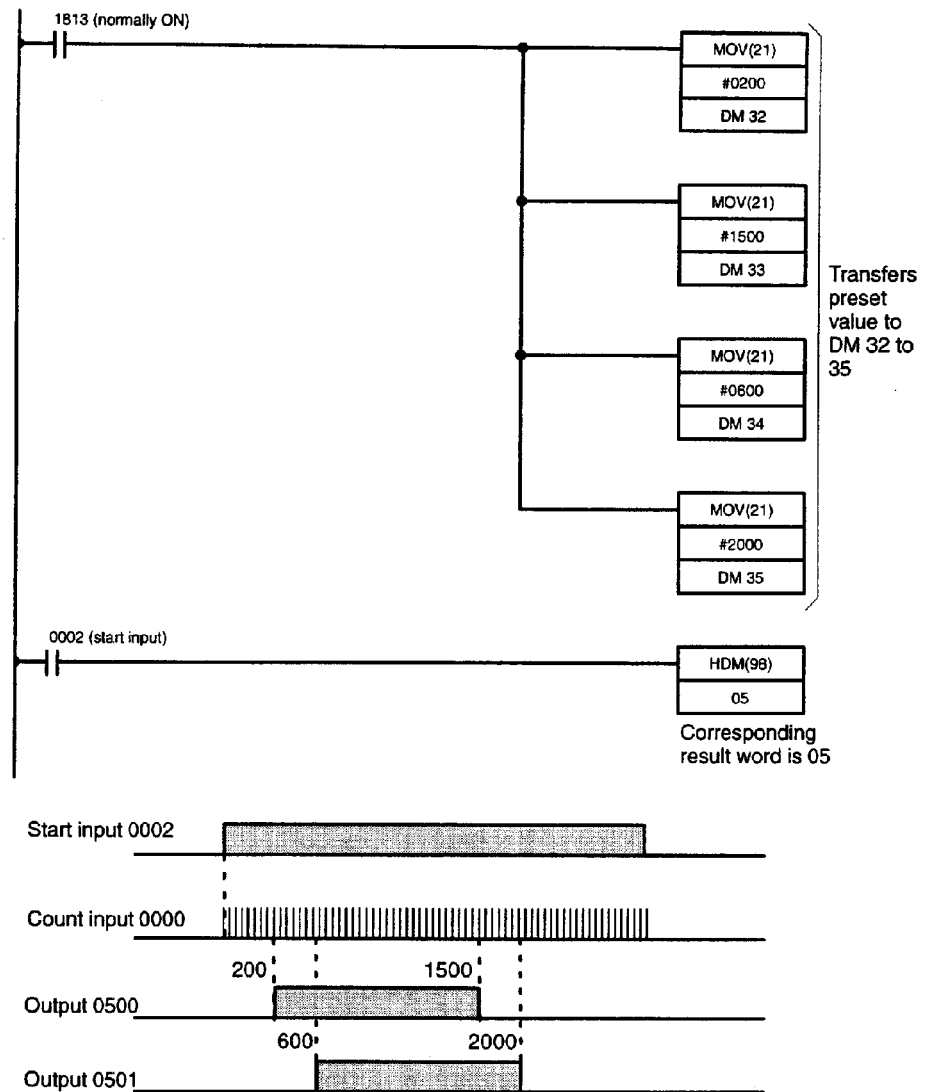 1813 (normally ON)
MOV(21)
#0200
DM 32
MOV(21)
#1500
DM 33
MOV(21)
#0600
DM 34
MOV(21)
#2000
DM 35
Transfers
preset
value to
DM 32 to
35
0002 (start input)
HDM(98)
05
Corresponding
result word is 05
Start input 0002
Count input 0000
200
1500
Output 0500
600
2000
Output 0501